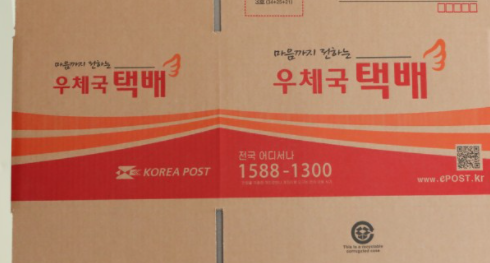 마음까지 전하는
우체국 택배
마음까지 전하는
우체국 택배
KOREA POST
전국 어디서나
1588-1300
www.ePOST.kr